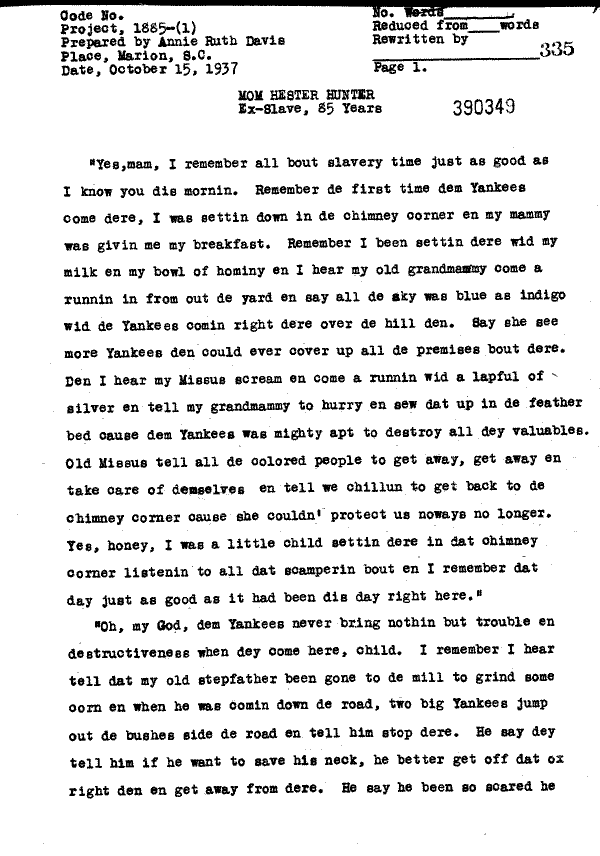 Code No.
Project, 1885-(1)
Prepared by Annie Ruth Davis
Place, Marion, S.C.
Date, October 15, 1937
No. Words
Reduced from____words
Rewritten by
335
Page 1.
MOM HESTER HUNTER
Ex-Slave, 85 Years
390349
"Yes,mam, I remember all bout slavery time just as good as
I know you dis mornin. Remember de first time dem Yankees
come dere, I was settin down in de chimney corner en my mammy
was givin me my breakfast. Remember I been settin dere wid my
milk en my bowl of hominy en I hear my old grandmammy come a
runnin in from out de yard en say all de sky was blue as indigo
wid de Yankees comin right dere over de hill den. Say she see
more Yankees den could ever cover up all de premises bout dere.
Den I hear my Missus scream en come a runnin wid a lapful of
silver en tell my grandmammy to hurry en sew dat up in de feather
bed cause dem Yankees was mighty apt to destroy all dey valuables.
Old Missus tell all de colored people to get away, get away en
take care of demselves en tell we chillun to get back to de
chimney corner cause she couldn' protect us noways no longer.
Yes, honey, I was a little child settin dere in dat chimney
corner listenin to all dat scamperin bout en I remember dat
day just as good as it had been dis day right here."
"Oh, my God, dem Yankees never bring nothin but trouble en
destructiveness when dey come here, child. I remember I hear
tell dat my old stepfather been gone to de mill to grind some
corn en when he was comin down de road, two big Yankees jump
out de bushes side de road en tell him stop dere. He say dey
tell him if he want to save his neck, he better get off dat ox
right den en get away from dere. He say he been so scared he